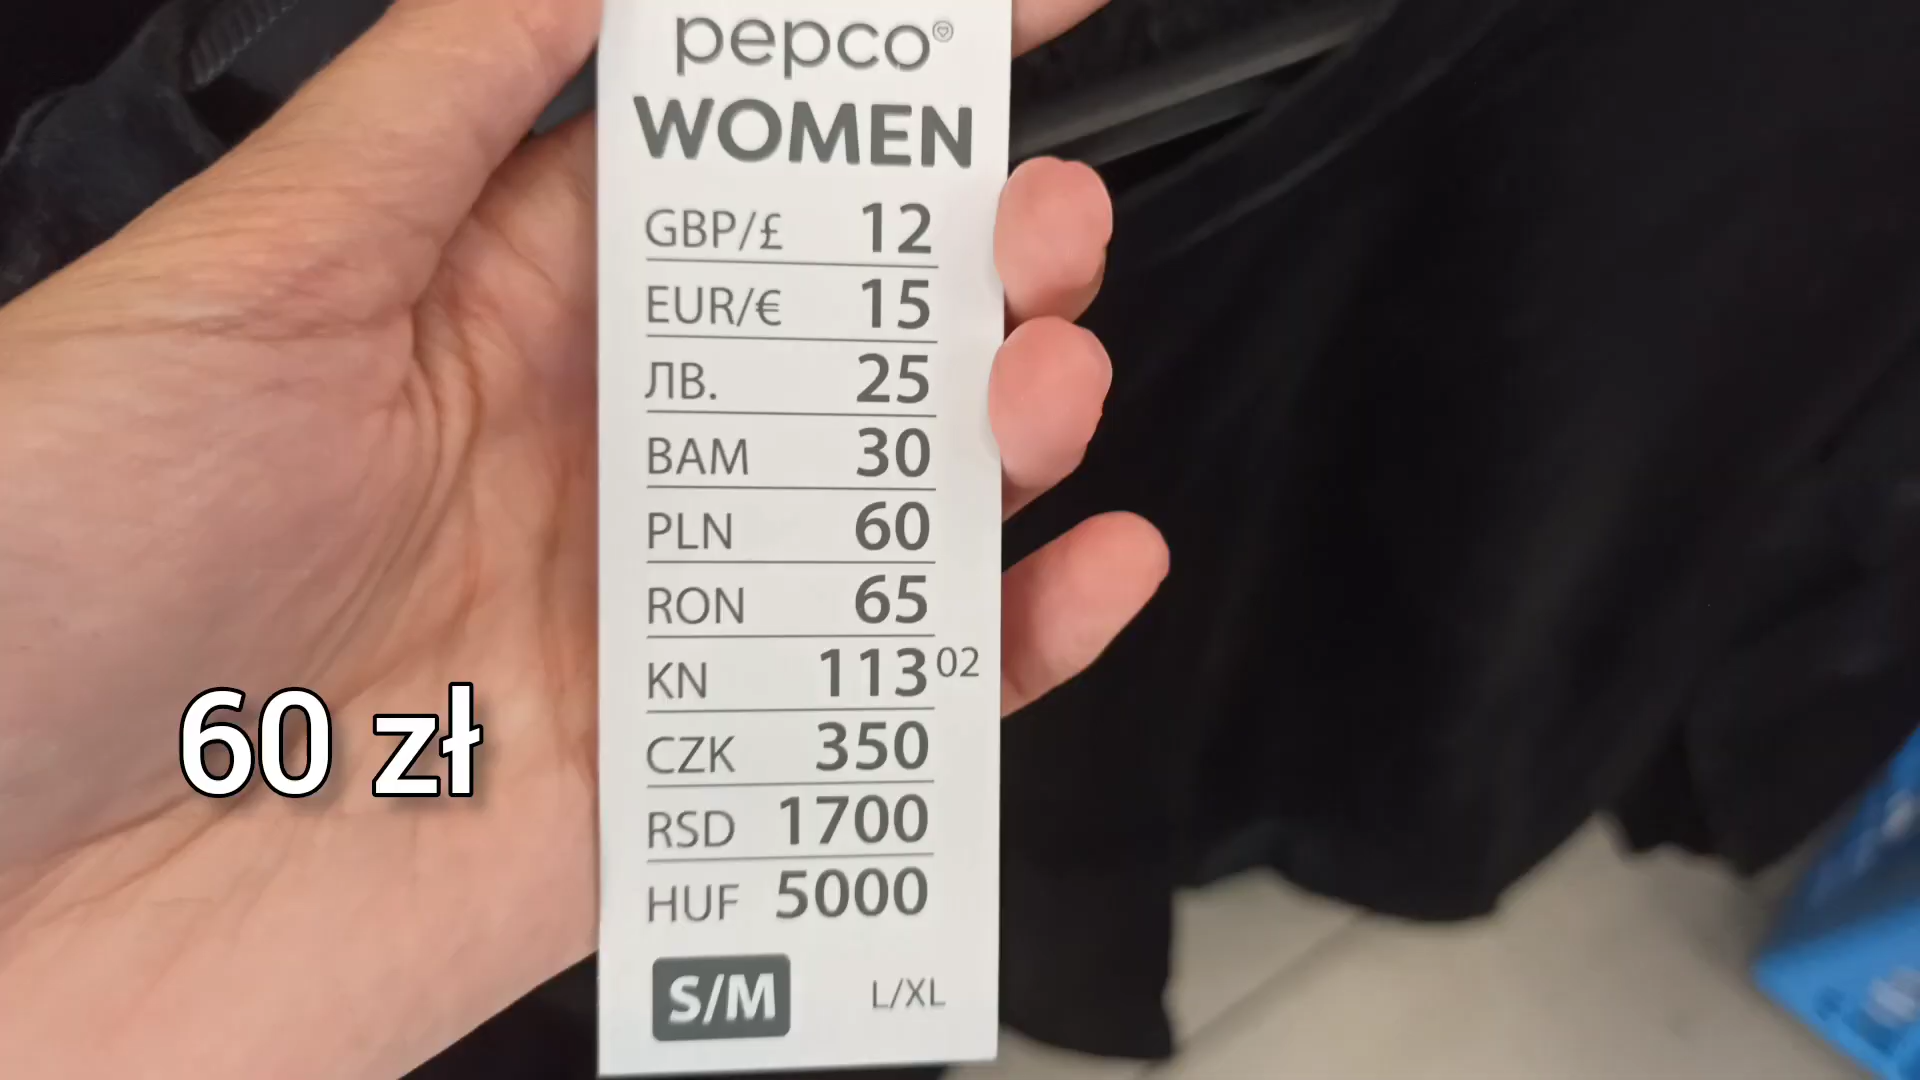 pepco
WOMEN
GBP/£ 12
EUR/€ 15
ЛВ. 25
BAM 30
PLN 60
RON 65
KN 113 02
CZK 350
RSD 1700
HUF 5000
S/M L/XL
60 zł